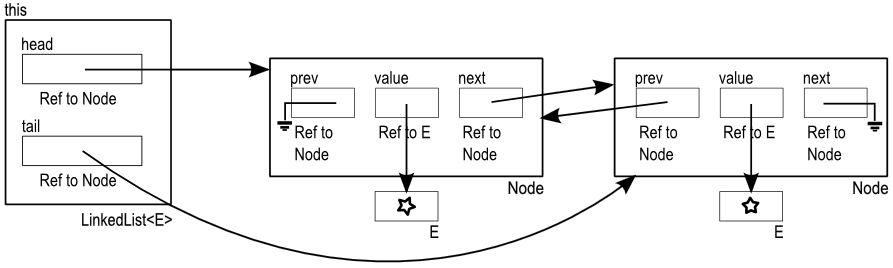 this
head
Ref to Node
tail
Ref to Node
LinkedList<E>
prev value next
Ref to Node
Ref to E
Ref to Node
Node
E
prev value next
Ref to Node
Ref to E
Ref to Node
Node
E